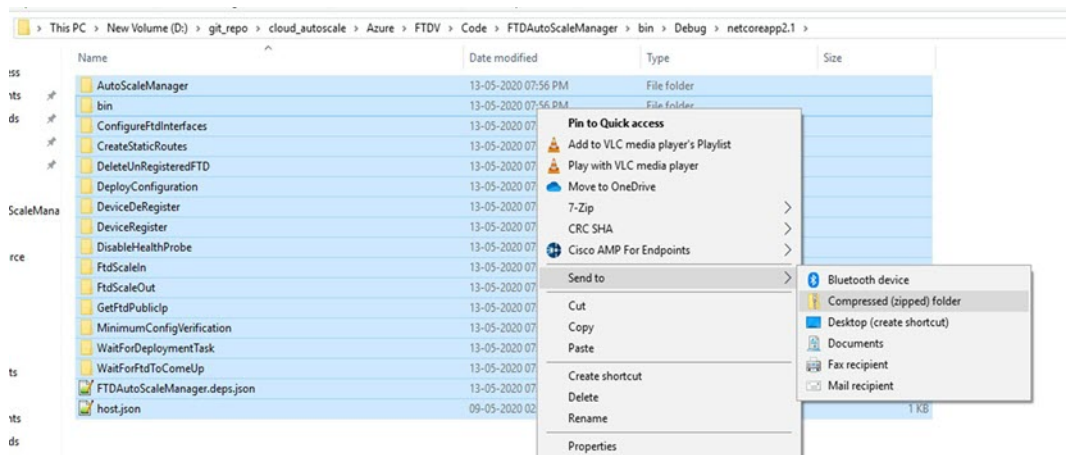 > This PC > New Volume (D:) > git_repo > cloud_autoscale > Azure > FTDV > Code > FTDAutoScaleManager > bin > Debug > netcoreapp2.1 >
Name Date modified Type Size
ess
nts
ds
ScaleMana
rce
ts
nts
ds
AutoScaleManager 13-05-2020 07:56 PM File folder
bin 13-05-2020 07:56 PM File folder
ConfigureFtdInterfaces 13-05-2020 07
CreateStaticRoutes 13-05-2020 07
DeleteUnRegisteredFTD 13-05-2020 07
DeployConfiguration 13-05-2020 07
DeviceDeRegister 13-05-2020 07
DeviceRegister 13-05-2020 07
DisableHealthProbe 13-05-2020 07
FtdScaleIn 13-05-2020 07
FtdScaleOut 13-05-2020 07
GetFtdPublicIp 13-05-2020 07
MinimumConfigVerification 13-05-2020 07
WaitForDeploymentTask 13-05-2020 07
WaitForFtdToComeUp 13-05-2020 07
FTDAutoScaleManager.deps.json 13-05-2020 07
host.json 09-05-2020 02 1 KB
Pin to Quick access
Add to VLC media player's Playlist
Play with VLC media player
Move to OneDrive
7-Zip >
CRC SHA >
Cisco AMP For Endpoints >
Send to >
Cut
Copy
Paste
Create shortcut
Delete
Rename
Properties
Bluetooth device
Compressed (zipped) folder
Desktop (create shortcut)
Documents
Fax recipient
Mail recipient